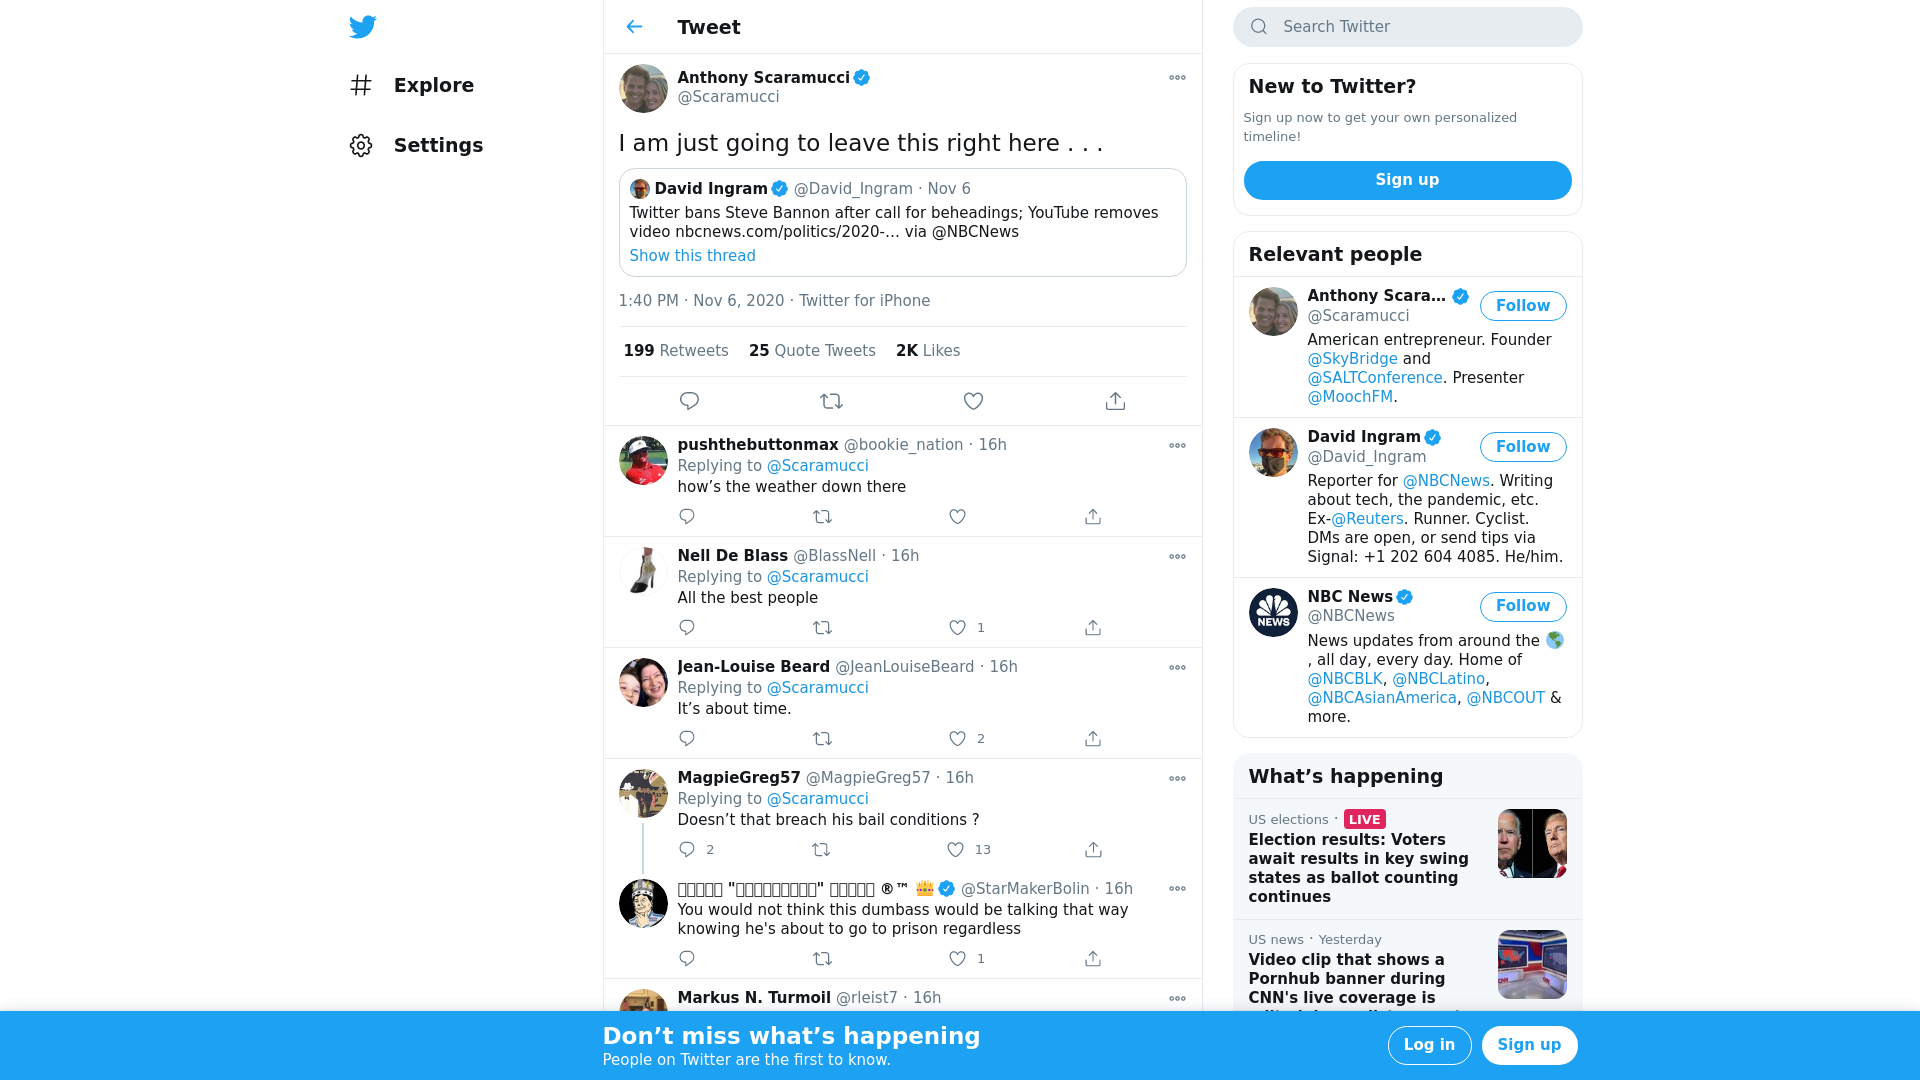 Explore
Settings
Tweet
Anthony Scaramucci
@Scaramucci
I am just going to leave this right here . . .
David Ingram @David_Ingram · Nov 6
Twitter bans Steve Bannon after call for beheadings; YouTube removes
video nbcnews.com/politics/2020-… via @NBCNews
Show this thread
1:40 PM · Nov 6, 2020 · Twitter for iPhone
199 Retweets 25 Quote Tweets 2K Likes
pushthebuttonmax @bookie_nation · 16h
Replying to @Scaramucci
how’s the weather down there
Nell De Blass @BlassNell · 16h
Replying to @Scaramucci
All the best people
1
Jean-Louise Beard @JeanLouiseBeard · 16h
Replying to @Scaramucci
It’s about time.
2
MagpieGreg57 @MagpieGreg57 · 16h
Replying to @Scaramucci
Doesn’t that breach his bail conditions ?
2 13
®™ 👑 @StarMakerBolin · 16h
You would not think this dumbass would be talking that way
knowing he's about to go to prison regardless
1
Markus N. Turmoil @rleist7 · 16h
Search Twitter
New to Twitter?
Sign up now to get your own personalized
timeline!
Sign up
Relevant people
Anthony Scara…
Follow
@Scaramucci
American entrepreneur. Founder
@SkyBridge and
@SALTConference. Presenter
@MoochFM.
David Ingram
Follow
@David_Ingram
Reporter for @NBCNews. Writing
about tech, the pandemic, etc.
Ex-@Reuters. Runner. Cyclist.
DMs are open, or send tips via
Signal: +1 202 604 4085. He/him.
NEWS
NBC News
Follow
@NBCNews
News updates from around the 🌎
, all day, every day. Home of
@NBCBLK, @NBCLatino,
@NBCAsianAmerica, @NBCOUT &
more.
What’s happening
US elections · LIVE
Election results: Voters
await results in key swing
states as ballot counting
continues
US news · Yesterday
Video clip that shows a
Pornhub banner during
CNN's live coverage is
Don’t miss what’s happening
People on Twitter are the first to know.
Log in
Sign up